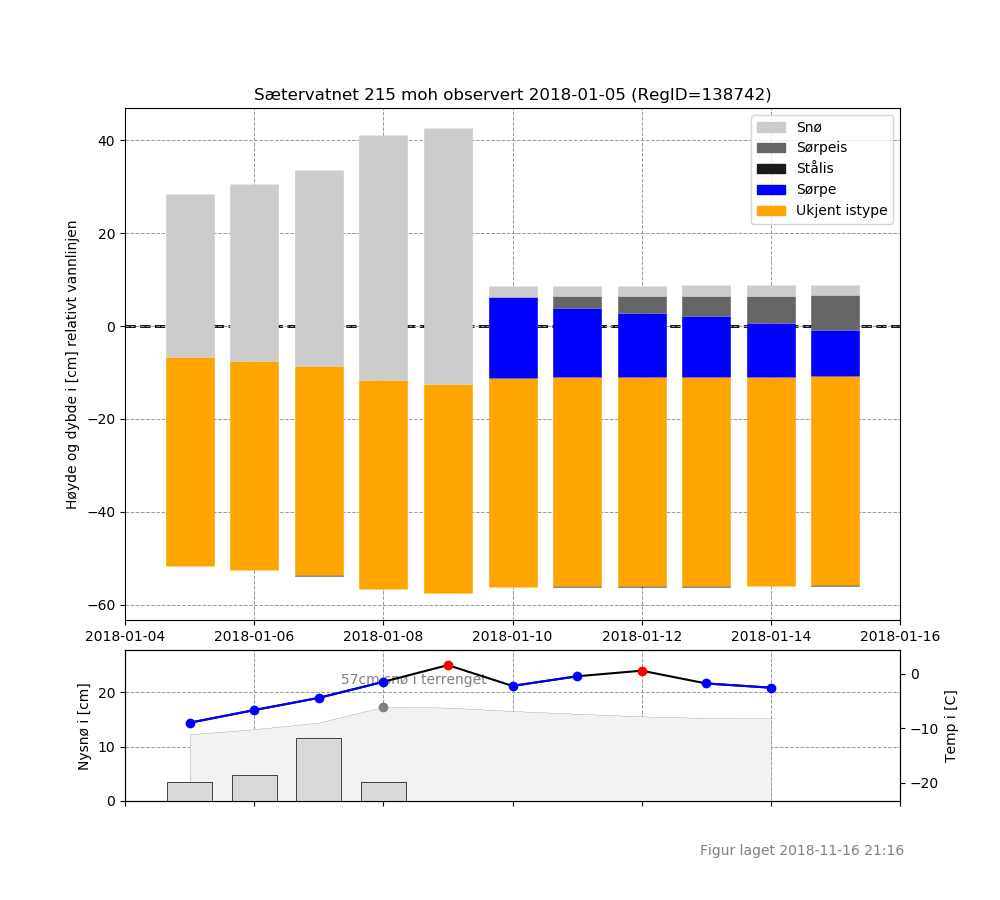 Sætervatnet 215 moh observert 2018-01-05 (RegID=138742)
Høyde og dybde i [cm] relativt vannlinjen
40
20
0
−20
−40
−60
Snø
Sørpeis
Stålis
Sørpe
Ukjent istype
2018-01-04
2018-01-06
2018-01-08
2018-01-10
2018-01-12
2018-01-14
2018-01-16
Nysnø i [cm]
20
10
0
57cm snø i terrenget
0
−10
−20
Temp i [C]
Figur laget 2018-11-16 21:16